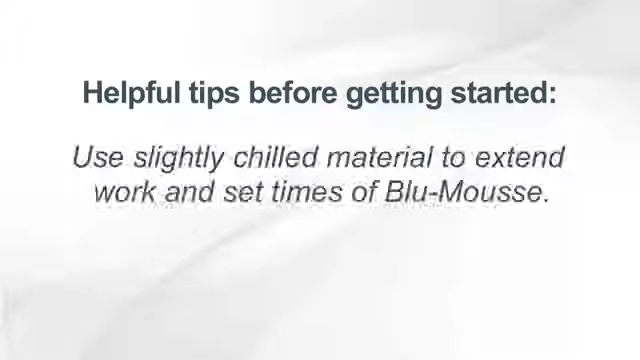 Helpful tips before getting started:
Use slightly chilled material to extend
work and set times of Blu-Mousse.